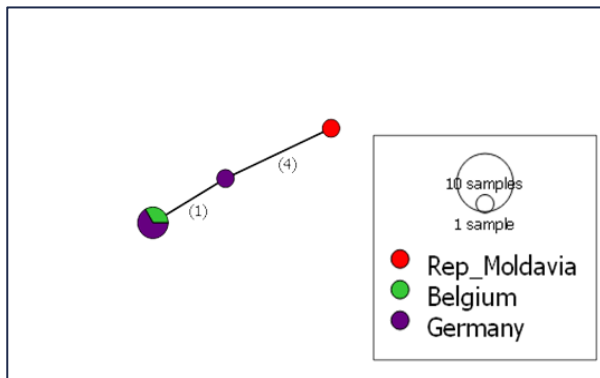 (4)
(1)
10 samples
1 sample
Rep_Moldavia
Belgium
Germany